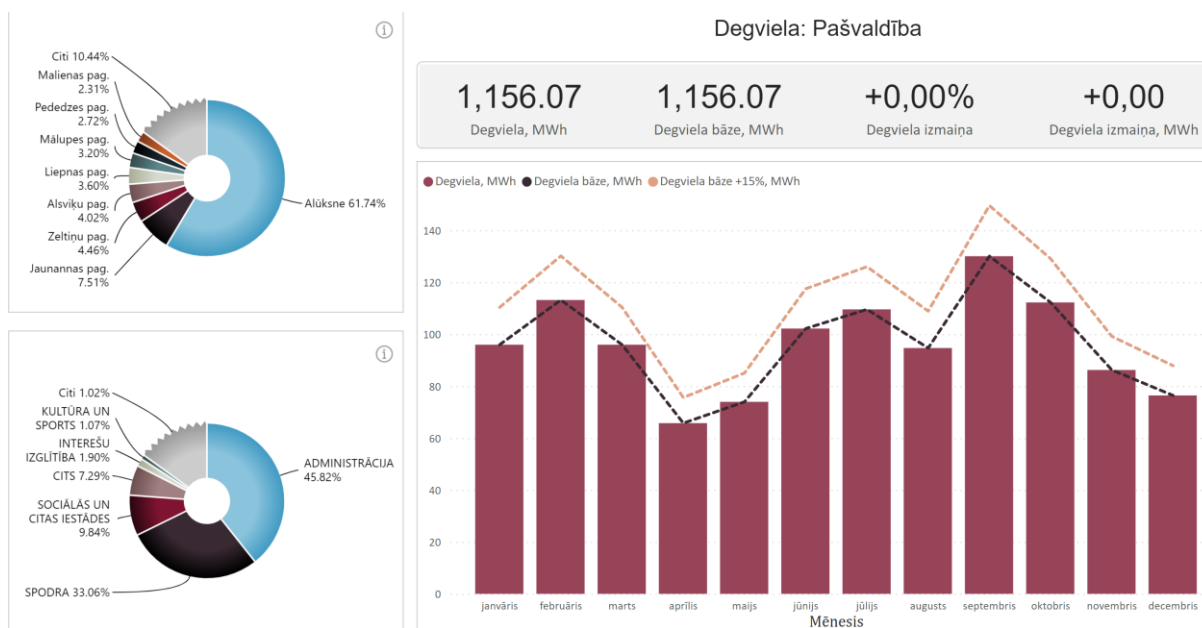 Citi 10.44%
Malienas pag.
2.31%
Pededzes pag.
2.72%
Mālupes pag.
3.20%
Liepnas pag.
3.60%
Alsviķu pag.
4.02%
Zeltiņu pag.
4.46%
Jaunannas pag.
7.51%
Alūksne 61.74%
Citi 1.02%
KULTŪRA UN
SPORTS 1.07%
INTEREŠU
IZGLĪTĪBA 1.90%
CITS 7.29%
SOCIĀLĀS UN
CITAS IESTĀDES
9.84%
SPODRA 33.06%
ADMINISTRĀCIJA
45.82%
Degviela: Pašvaldība
1,156.07 1,156.07 +0,00% +0,00
Degviela, MWh Degviela bāze, MWh Degviela izmaiņa Degviela izmaiņa, MWh
Degviela, MWh Degviela bāze, MWh Degviela bāze +15%, MWh
140
120
100
80
60
40
20
0
janvāris februāris marts aprīlis maijs jūnijs jūlijs augusts septembris oktobris novembris decembris
Mēnesis